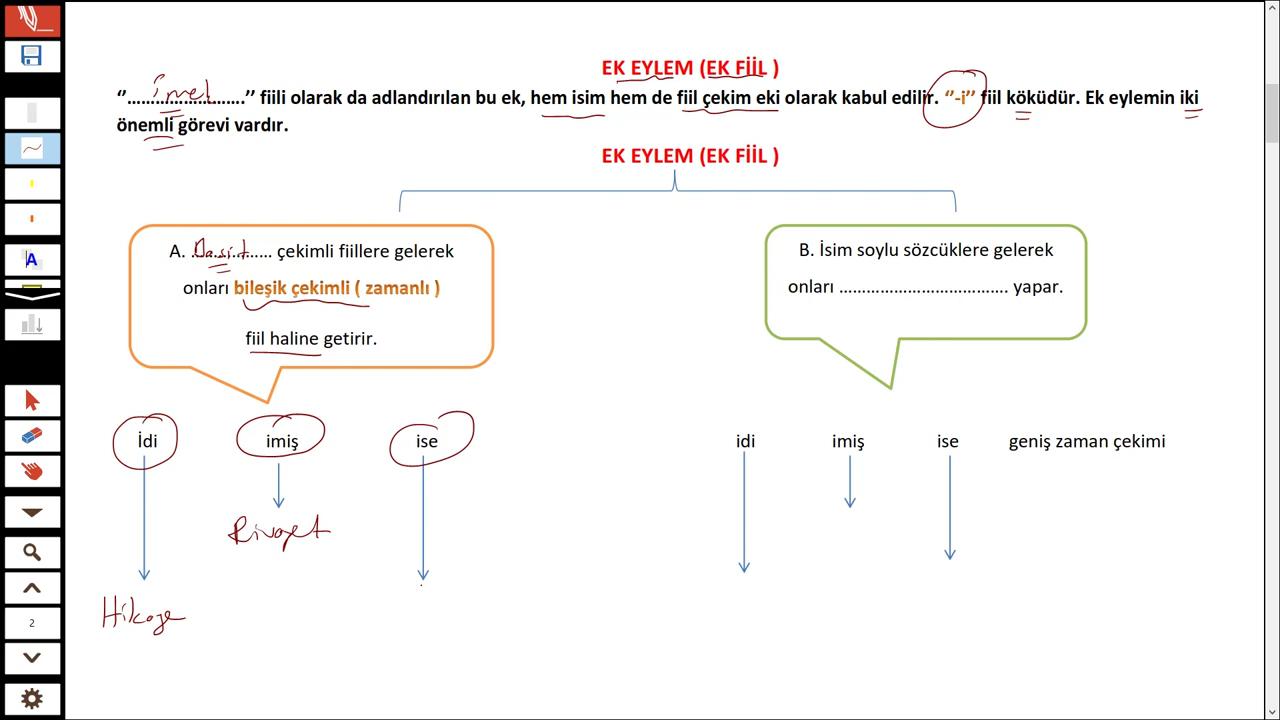 EK EYLEM (EK FİİL )
‘’…imek…’’ fiili olarak da adlandırılan bu ek, hem isim hem de fiil çekim eki olarak kabul edilir. ‘’-i’’ fiil köküdür. Ek eylemin iki
önemli görevi vardır.
EK EYLEM (EK FİİL )
A. Basit…… çekimli fiillere gelerek
onları bileşik çekimli ( zamanlı )
fiil haline getirir.
B. İsim soylu sözcüklere gelerek
onları ……………………………… yapar.
İdi imiş ise
idi imiş ise geniş zaman çekimi
Rivayet
Hikaye
A
2